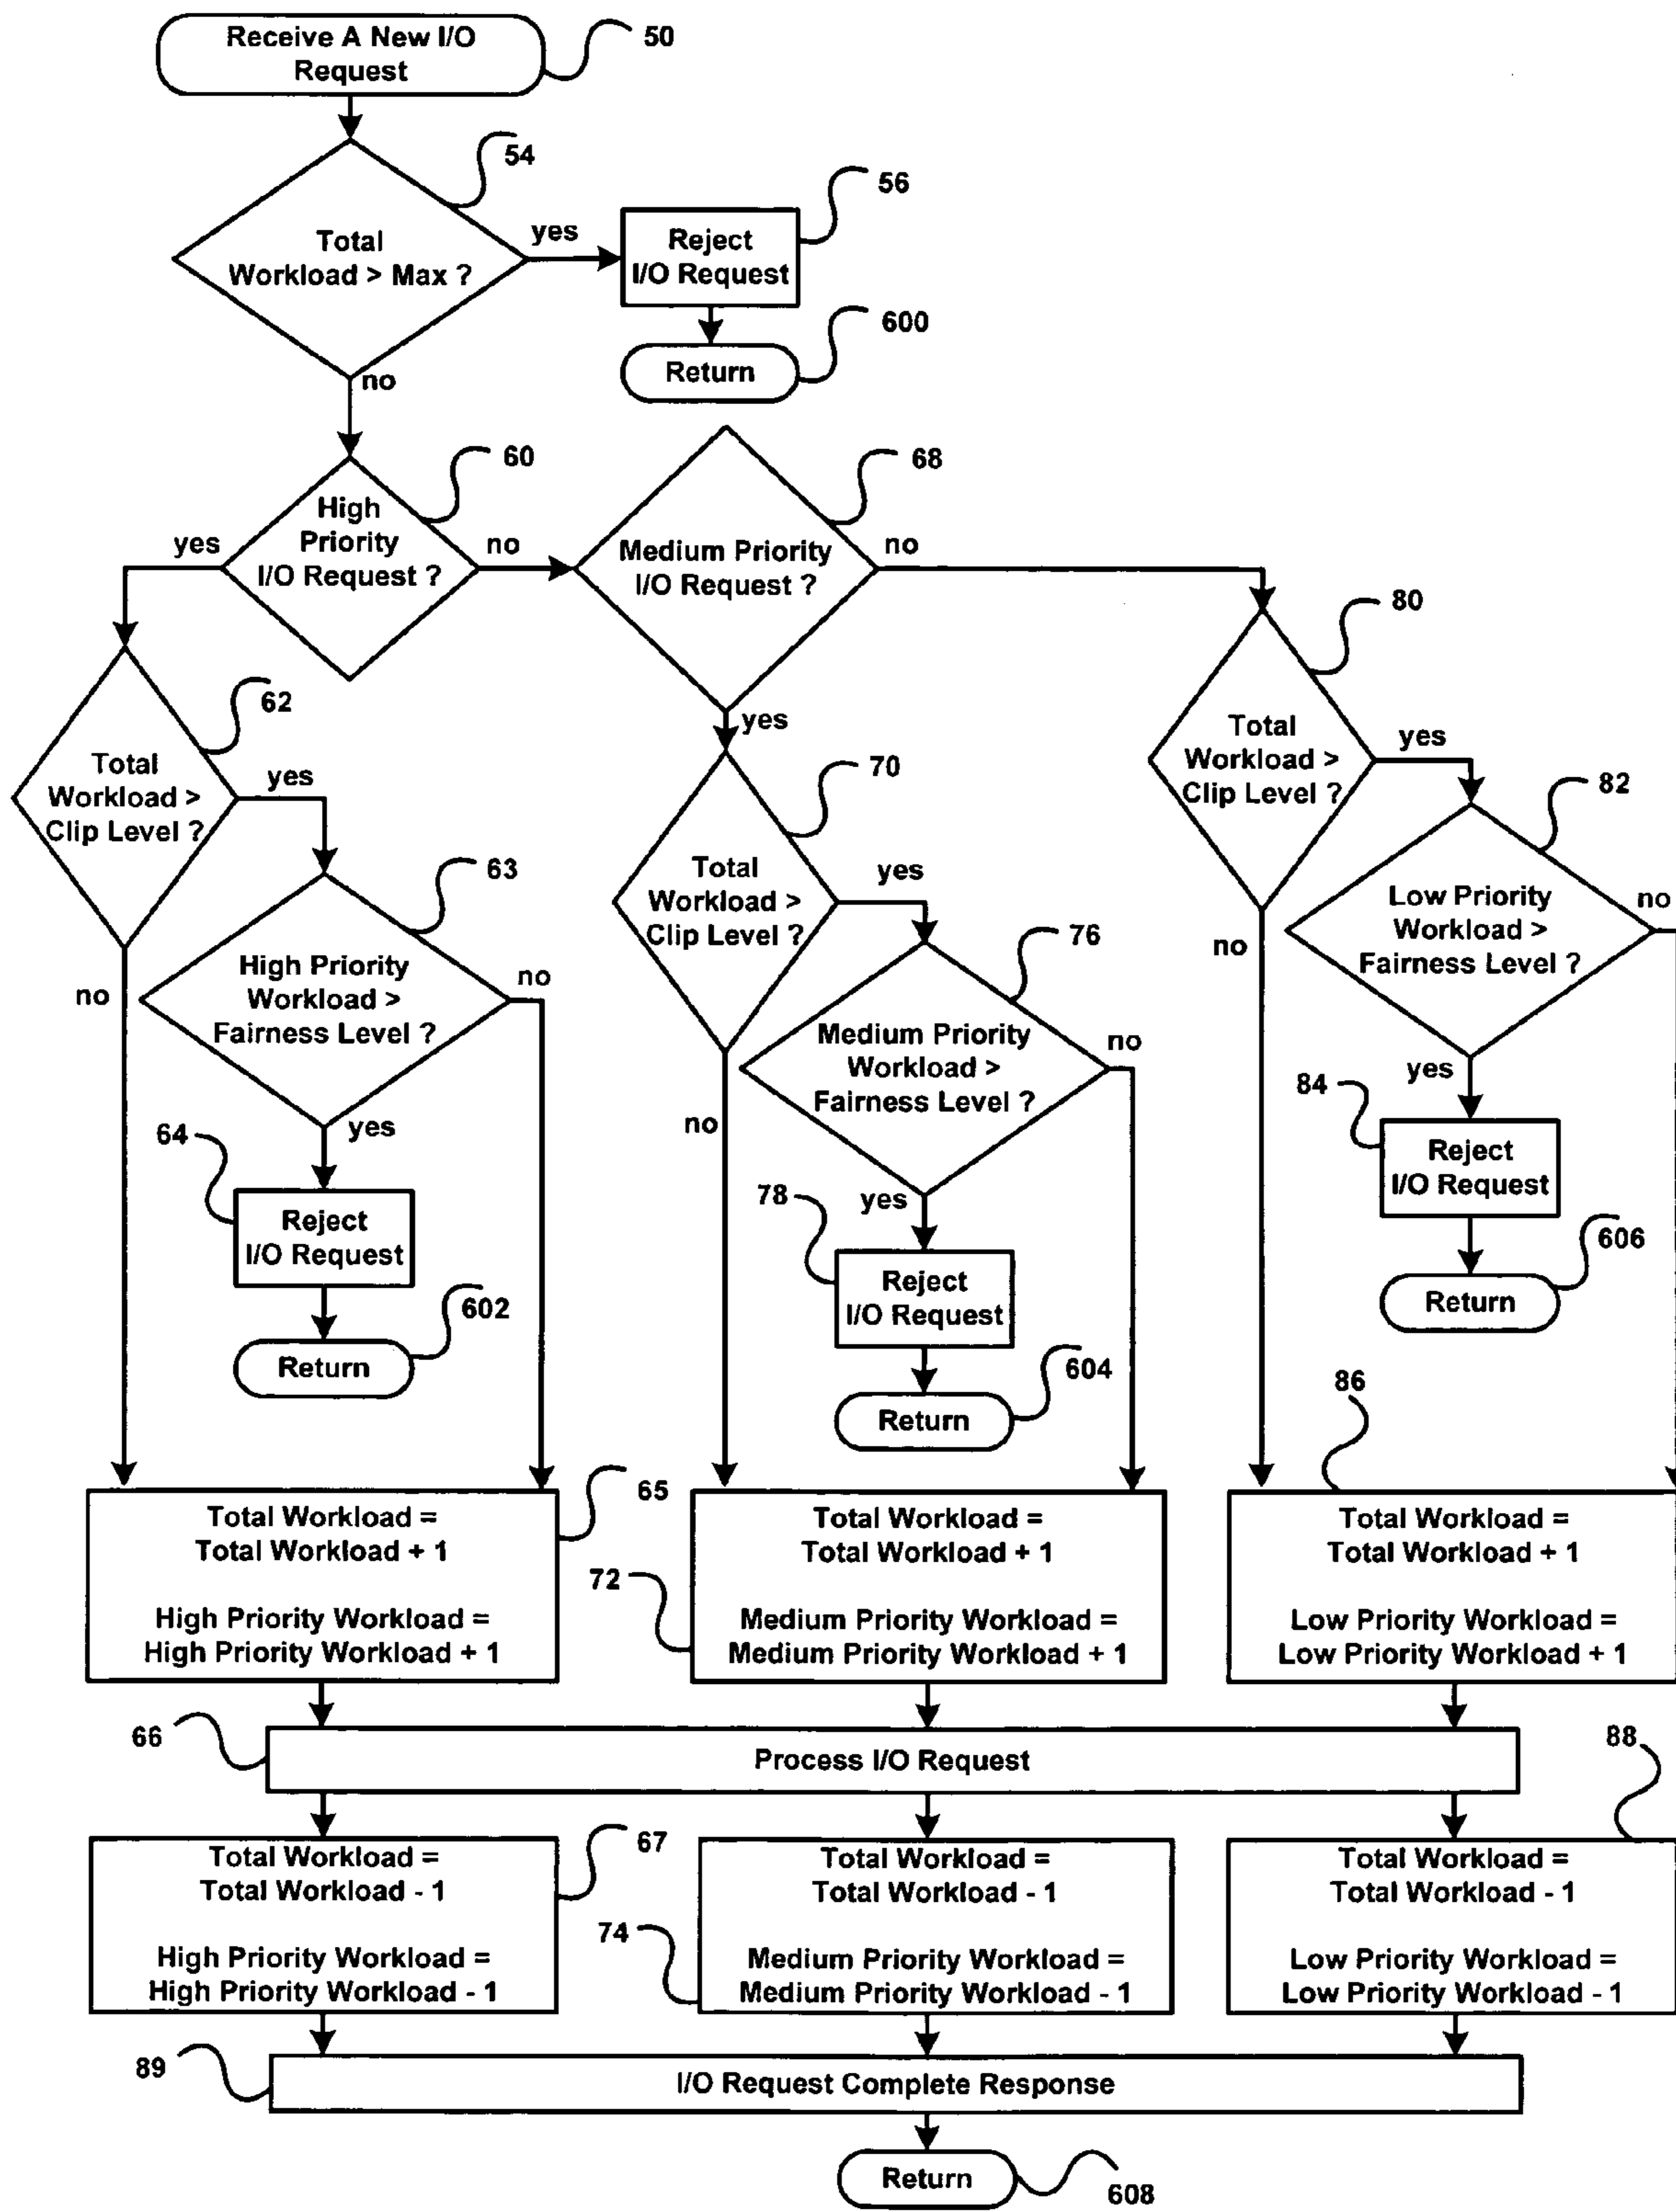 Receive A New I/O
Request
50
54
Total
Workload > Max ?
yes
56
Reject
I/O Request
600
Return
no
60
High
Priority
I/O Request ?
yes
no
68
Medium Priority
I/O Request ?
no
yes
80
Total
Workload >
Clip Level ?
yes
no
82
Low Priority
Workload >
Fairness Level ?
no
yes
84
Reject
I/O Request
606
Return
62
Total
Workload >
Clip Level ?
yes
no
63
High Priority
Workload >
Fairness Level ?
no
yes
64
Reject
I/O Request
602
Return
70
Total
Workload >
Clip Level ?
yes
no
76
Medium Priority
Workload >
Fairness Level ?
no
yes
78
Reject
I/O Request
604
Return
65
Total Workload =
Total Workload + 1
High Priority Workload =
High Priority Workload + 1
72
Total Workload =
Total Workload + 1
Medium Priority Workload =
Medium Priority Workload + 1
86
Total Workload =
Total Workload + 1
Low Priority Workload =
Low Priority Workload + 1
66
Process I/O Request
67
Total Workload =
Total Workload - 1
High Priority Workload =
High Priority Workload - 1
74
Total Workload =
Total Workload - 1
Medium Priority Workload =
Medium Priority Workload - 1
88
Total Workload =
Total Workload - 1
Low Priority Workload =
Low Priority Workload - 1
89
I/O Request Complete Response
Return
608